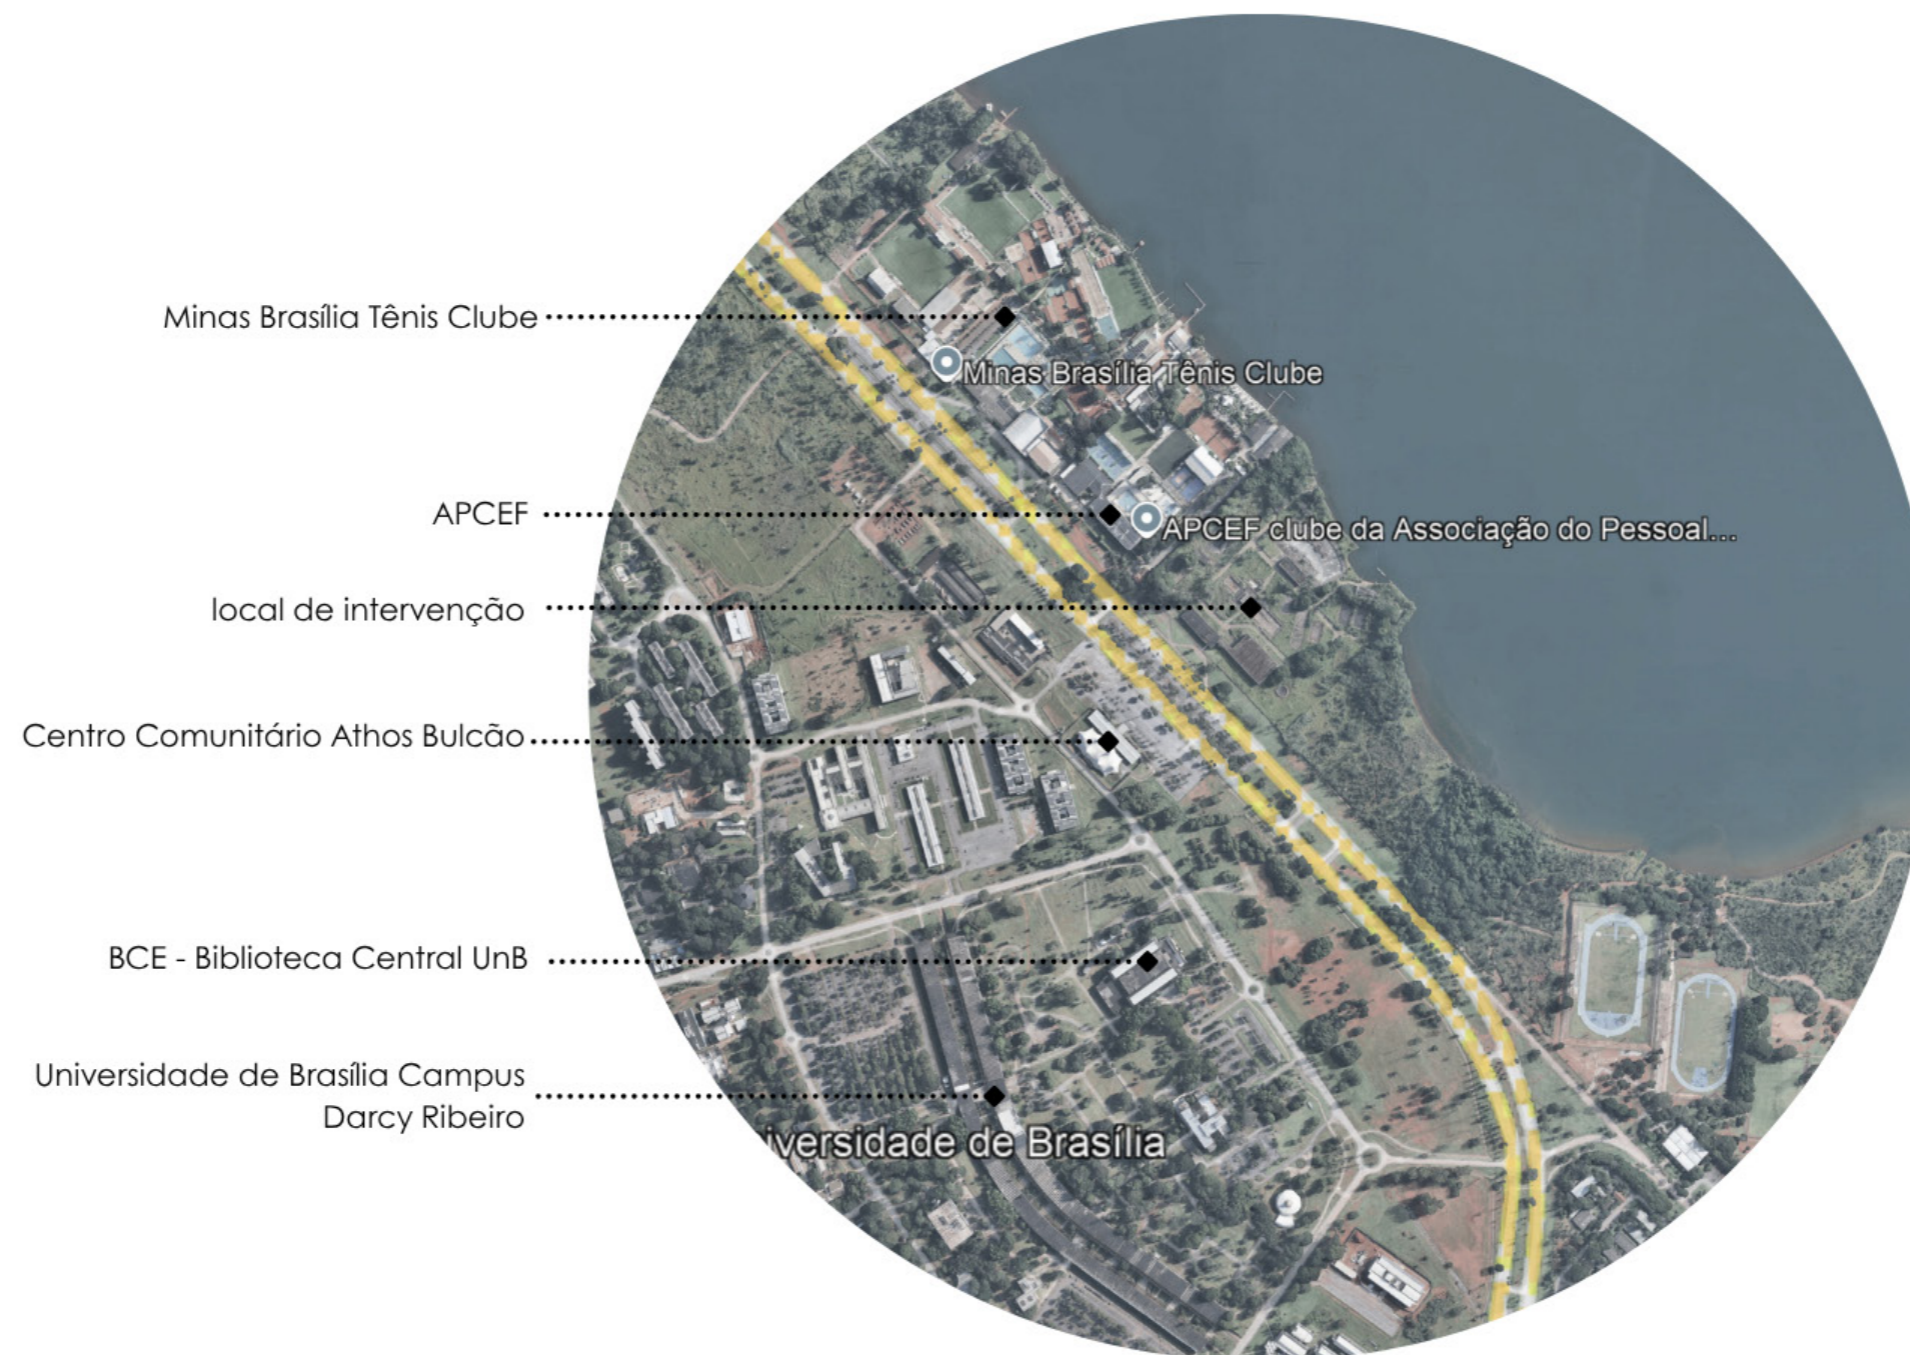 Minas Brasília Tênis Clube
Minas Brasília Tênis Clube
APCEF
APCEF clube da Associação do Pessoal...
local de intervenção
Centro Comunitário Athos Bulcão
BCE - Biblioteca Central UnB
Universidade de Brasília Campus
Darcy Ribeiro
iversidade de Brasília